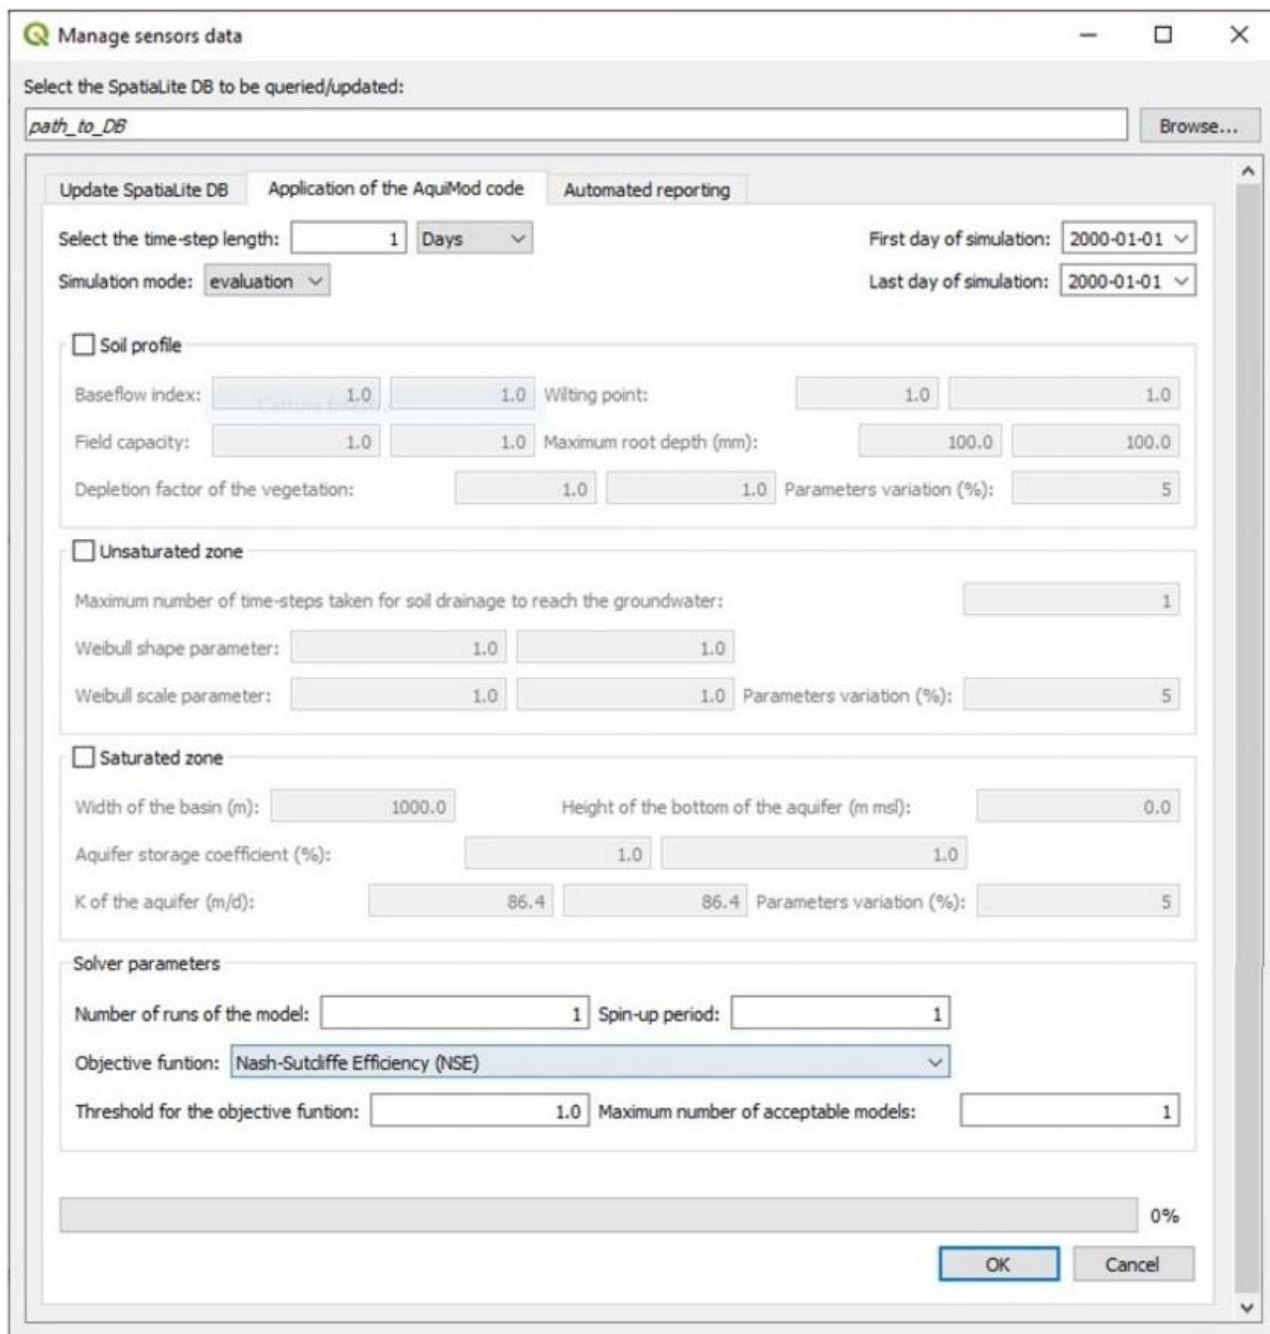 Manage sensors data
Select the SpatiaLite DB to be queried/updated:
path_to_DB Browse...
Update SpatiaLite DB Application of the AquiMod code Automated reporting
Select the time-step length: 1 Days First day of simulation: 2000-01-01
Simulation mode: evaluation Last day of simulation: 2000-01-01
Soil profile
Baseflow index: 1.0 1.0 Wilting point: 1.0 1.0
Field capacity: 1.0 1.0 Maximum root depth (mm): 100.0 100.0
Depletion factor of the vegetation: 1.0 1.0 Parameters variation (%): 5
Unsaturated zone
Maximum number of time-steps taken for soil drainage to reach the groundwater: 1
Weibull shape parameter: 1.0 1.0
Weibull scale parameter: 1.0 1.0 Parameters variation (%): 5
Saturated zone
Width of the basin (m): 1000.0 Height of the bottom of the aquifer (m msl): 0.0
Aquifer storage coefficient (%): 1.0 1.0
K of the aquifer (m/d): 86.4 86.4 Parameters variation (%): 5
Solver parameters
Number of runs of the model: 1 Spin-up period: 1
Objective funtion: Nash-Sutcliffe Efficiency (NSE)
Threshold for the objective funtion: 1.0 Maximum number of acceptable models: 1
0%
OK Cancel